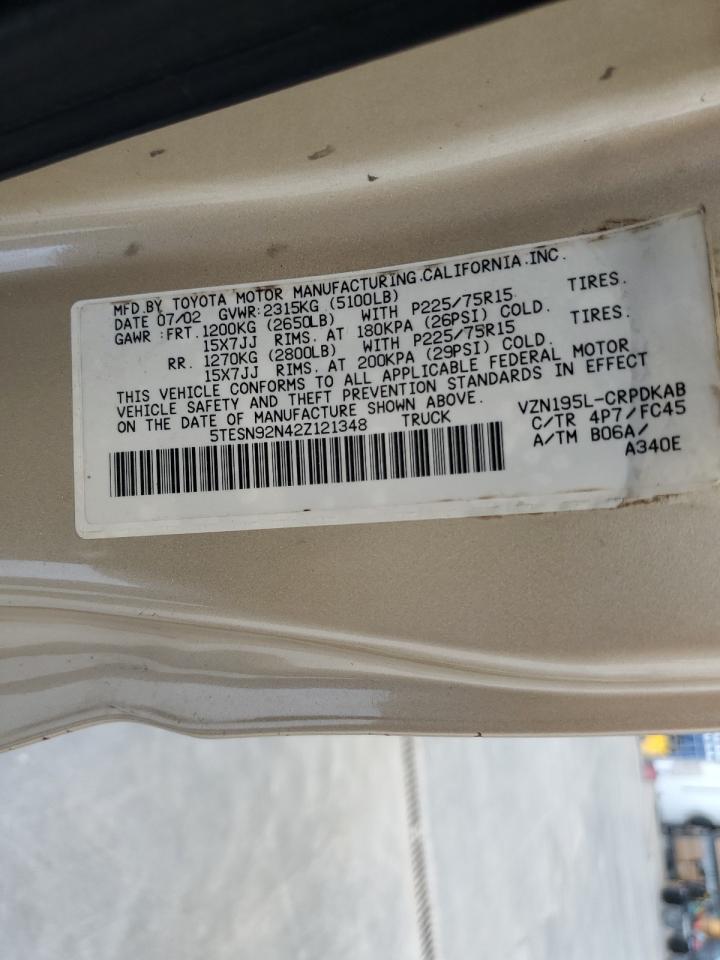 MFD.BY TOYOTA MOTOR MANUFACTURING.CALIFORNIA.INC.
DATE 07/02 GVWR:2315KG (5100LB)
GAWR :FRT.1200KG (2650LB) WITH P225/75R15 TIRES.
15X7JJ RIMS. AT 180KPA (26PSI) COLD.
RR. 1270KG (2800LB) WITH P225/75R15 TIRES.
15X7JJ RIMS. AT 200KPA (29PSI) COLD.
THIS VEHICLE CONFORMS TO ALL APPLICABLE FEDERAL MOTOR
VEHICLE SAFETY AND THEFT PREVENTION STANDARDS IN EFFECT
ON THE DATE OF MANUFACTURE SHOWN ABOVE.
5TESN92N42Z121348 TRUCK
VZN195L-CRPDKAB
C/TR 4P7/FC45
A/TM B06A/
A340E